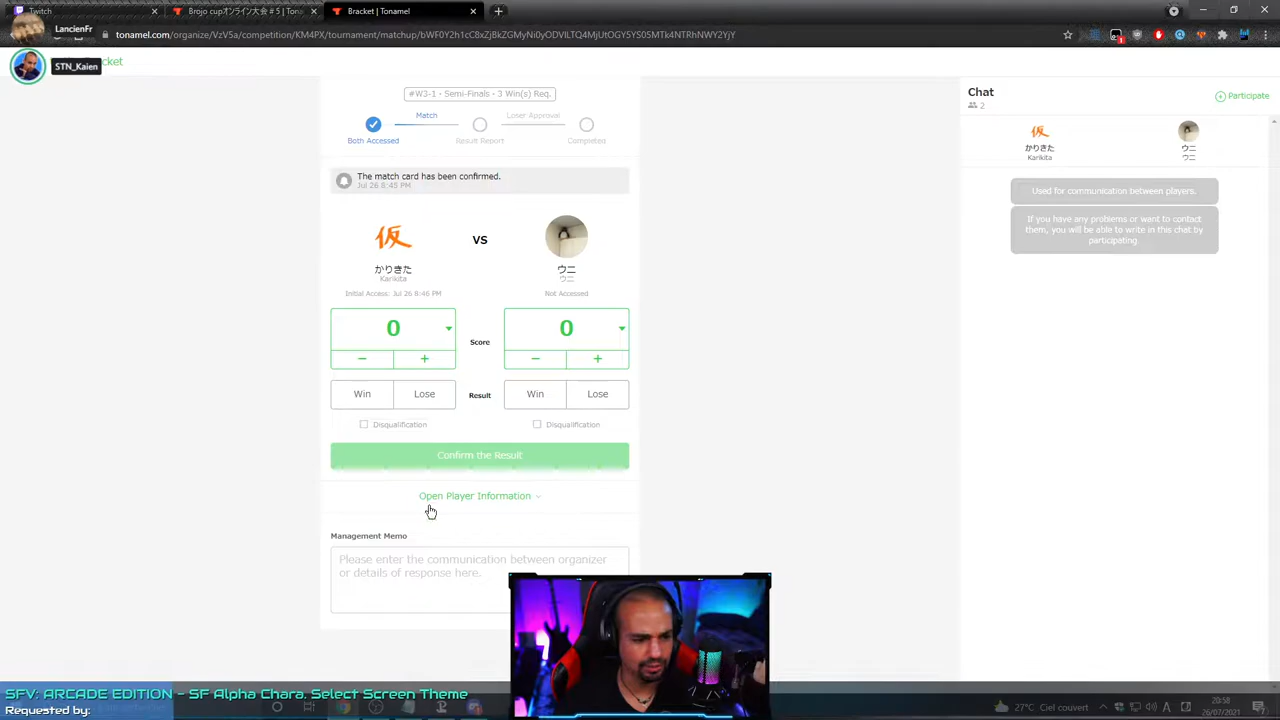 Twitch
Brojo cupオンライン大会 # 5 | Tona
Bracket | Tonamel
LancienFr
tonamel.com/organize/VzV5a/competition/KM4PX/tournament/matchup/
STN_Kaien
#W3-1 - Semi-Finals - 3 Win(s) Req.
Match
Loser Approval
Both Accessed
Result Report
Completed
The match card has been confirmed.
Jul 26 8:45 PM
仮
VS
かりきた
Karikita
ウニ
ウニ
Initial Access: Jul 26 8:46 PM
Not Accessed
0
Score
0
− +
− +
Win
Lose
Result
Win
Lose
Disqualification
Disqualification
Confirm the Result
Open Player Information
Management Memo
Please enter the communication between organizer
or details of response here.
Chat
2
Participate
仮
かりきた
Karikita
ウニ
ウニ
Used for communication between players.
If you have any problems or want to contact
them, you will be able to write in this chat by
participating
SFV: ARCADE EDITION - SF Alpha Chara. Select Screen Theme
Requested by:
27°C Ciel couvert
20:58
26/07/2021